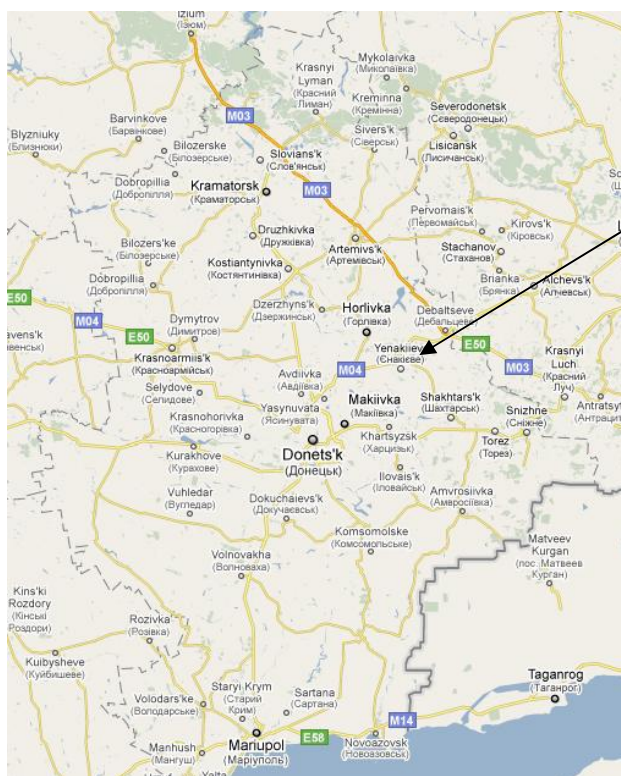 Izium
(Ізюм)
Mykolaivka
(Миколаївка)
Krasnyi
Lyman
(Красний
Лиман)
Kreminna
(Кремінна)
Severodonetsk
(Сєверодонецьк)
M03
Barvinkove
(Барвінкове)
Blyzniuky
(Близнюки)
Bilozerske
(Білозерське)
Sivers'k
(Сіверськ)
Lisicansk
(Лисичанськ)
Slovians'k
(Слов'янськ)
Dobropillia
(Добропілля)
Kramatorsk
(Краматорськ)
M03
Pervomais'k
(Первомайськ)
Kirovs'k
(Кіровськ)
Druzhkivka
(Дружківка)
Bilozers'ke
(Білозерське)
Artemivs'k
(Артемівськ)
Stachanov
(Стаханов)
Kostiantynivka
(Костянтинівка)
Dobropillia
(Добропілля)
Brianka
(Брянка)
Alchevs'k
(Алчевськ)
E50
Dzerzhyns'k
(Дзержинськ)
Horlivka
(Горлівка)
Debaltseve
(Дебальцеве)
M04
E50
Dymytrov
(Димитров)
Yenakiieve
(Єнакієве)
E50
M03
Krasnoarmiis'k
(Красноармійськ)
M04
Krasnyi
Luch
(Красний
Луч)
Selydove
(Селидове)
Avdiivka
(Авдіївка)
Makiivka
(Макіївка)
Shakhtars'k
(Шахтарськ)
Snizhne
(Сніжне)
Krasnohorivka
(Красногорівка)
Yasynuvata
(Ясинувата)
Khartsyzsk
(Харцизьк)
Torez
(Торез)
Kurakhove
(Курахове)
Donets'k
(Донецьк)
Ilovais'k
(Іловайськ)
Vuhledar
(Вугледар)
Dokuchaievs'k
(Докучаєвськ)
Amvrosiivka
(Амвросіївка)
Komsomolske
(Комсомольське)
Matveev
Kurgan
(пос. Матвеев
Курган)
Volnovakha
(Волноваха)
Kins'ki
Rozdory
(Кінські
Роздори)
Rozivka
(Розівка)
Kuibysheve
(Куйбишеве)
Taganrog
(Таганрог)
Volodars'ke
(Володарське)
Staryi Krym
(Старий
Крим)
Sartana
(Сартана)
M14
Mariupol
(Маріуполь)
E58
Novoazovsk
(Новоазовськ)
Manhush
(Мангуш)
Yalta